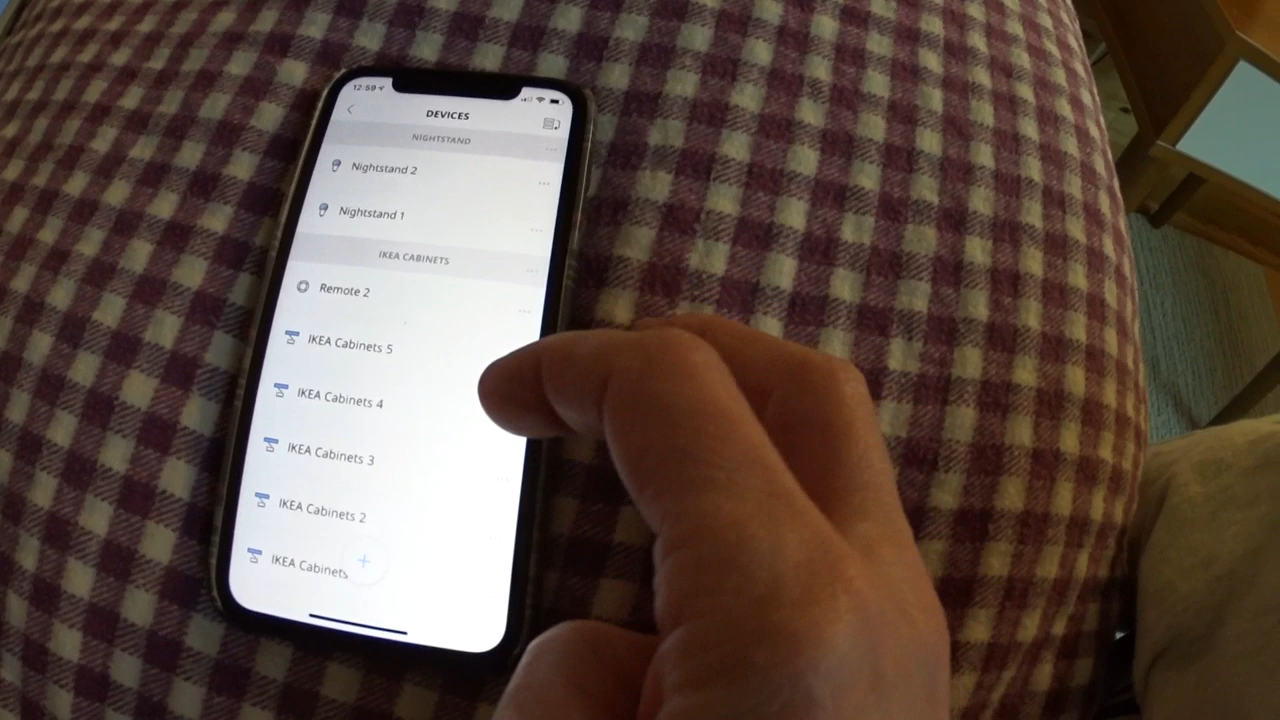 12:59
DEVICES
NIGHTSTAND
Nightstand 2
Nightstand 1
IKEA CABINETS
Remote 2
IKEA Cabinets 5
IKEA Cabinets 4
IKEA Cabinets 3
IKEA Cabinets 2
IKEA Cabinets